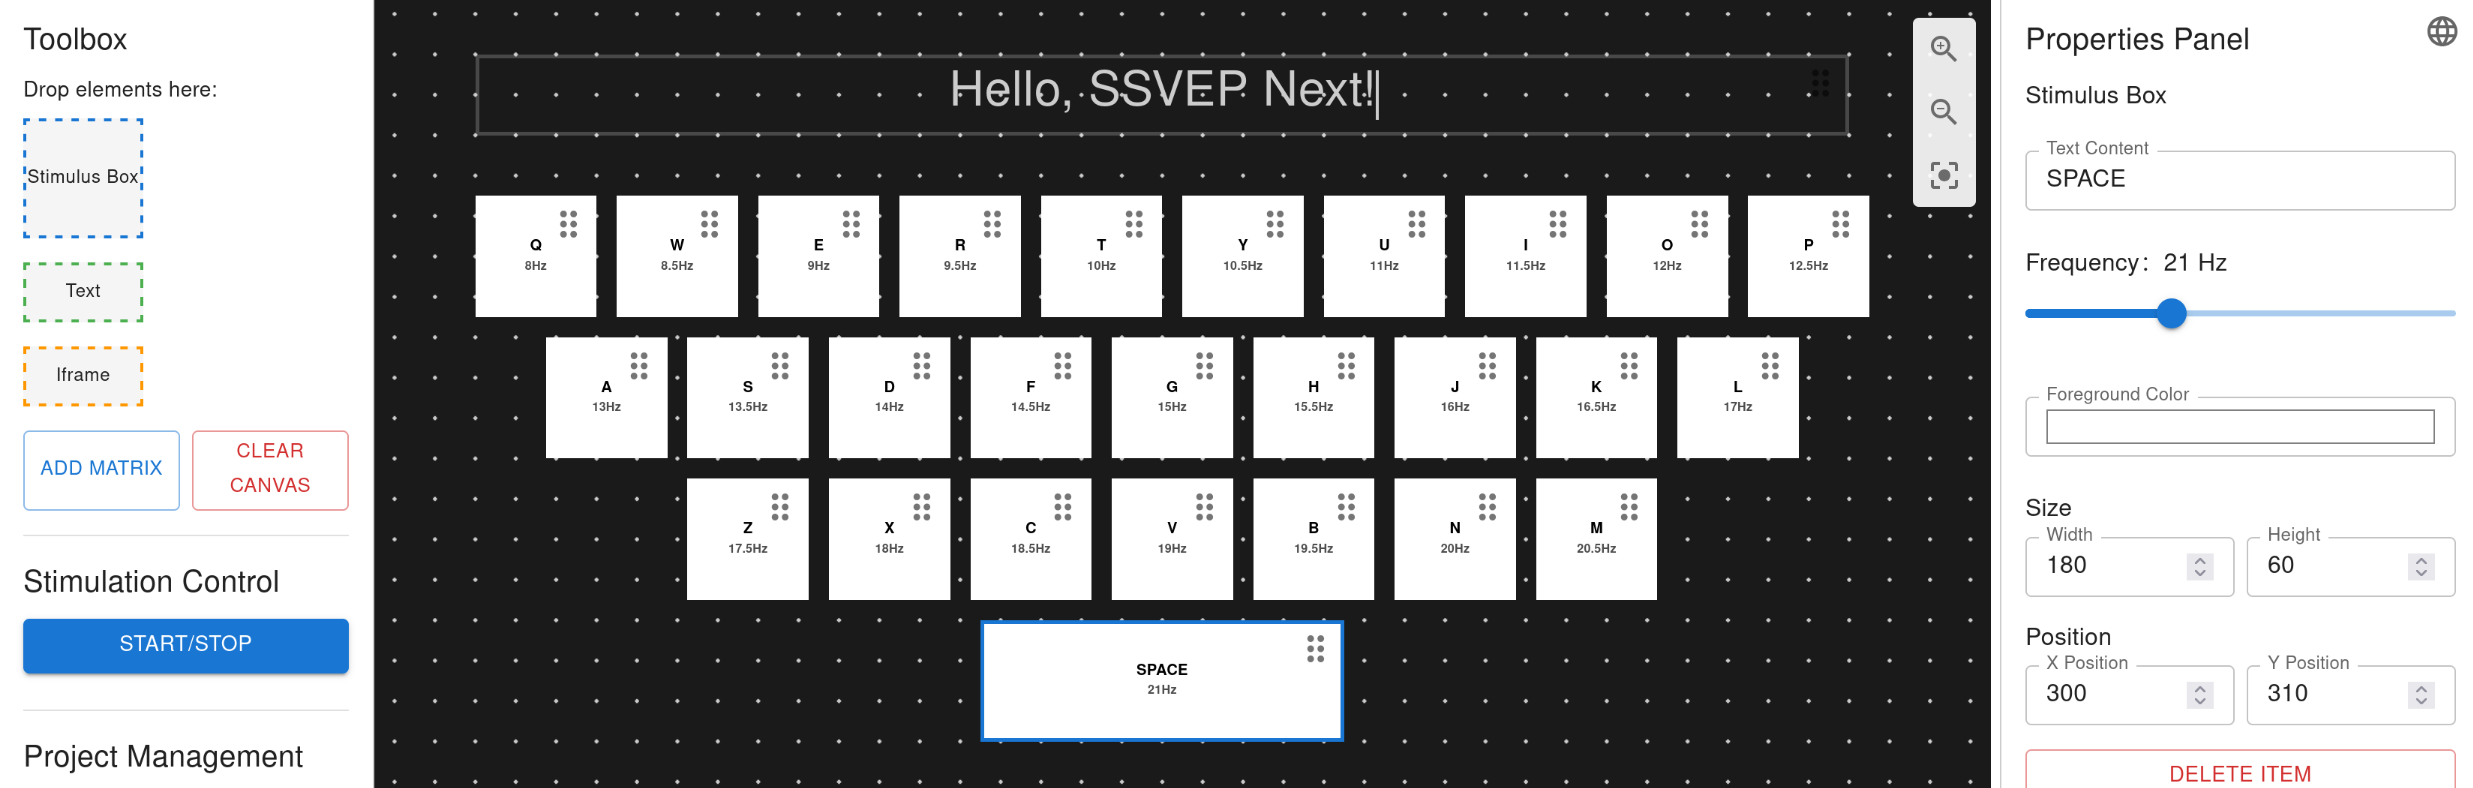 Toolbox
Drop elements here:
Stimulus Box
Text
Iframe
ADD MATRIX
CLEAR
CANVAS
Stimulation Control
START/STOP
Project Management
Hello, SSVEP Next!
Q
8Hz
W
8.5Hz
E
9Hz
R
9.5Hz
T
10Hz
Y
10.5Hz
U
11Hz
I
11.5Hz
O
12Hz
P
12.5Hz
A
13Hz
S
13.5Hz
D
14Hz
F
14.5Hz
G
15Hz
H
15.5Hz
J
16Hz
K
16.5Hz
L
17Hz
Z
17.5Hz
X
18Hz
C
18.5Hz
V
19Hz
B
19.5Hz
N
20Hz
M
20.5Hz
SPACE
21Hz
Properties Panel
Stimulus Box
Text Content
SPACE
Frequency: 21 Hz
Foreground Color
Size
Width
180
Height
60
Position
X Position
300
Y Position
310
DELETE ITEM